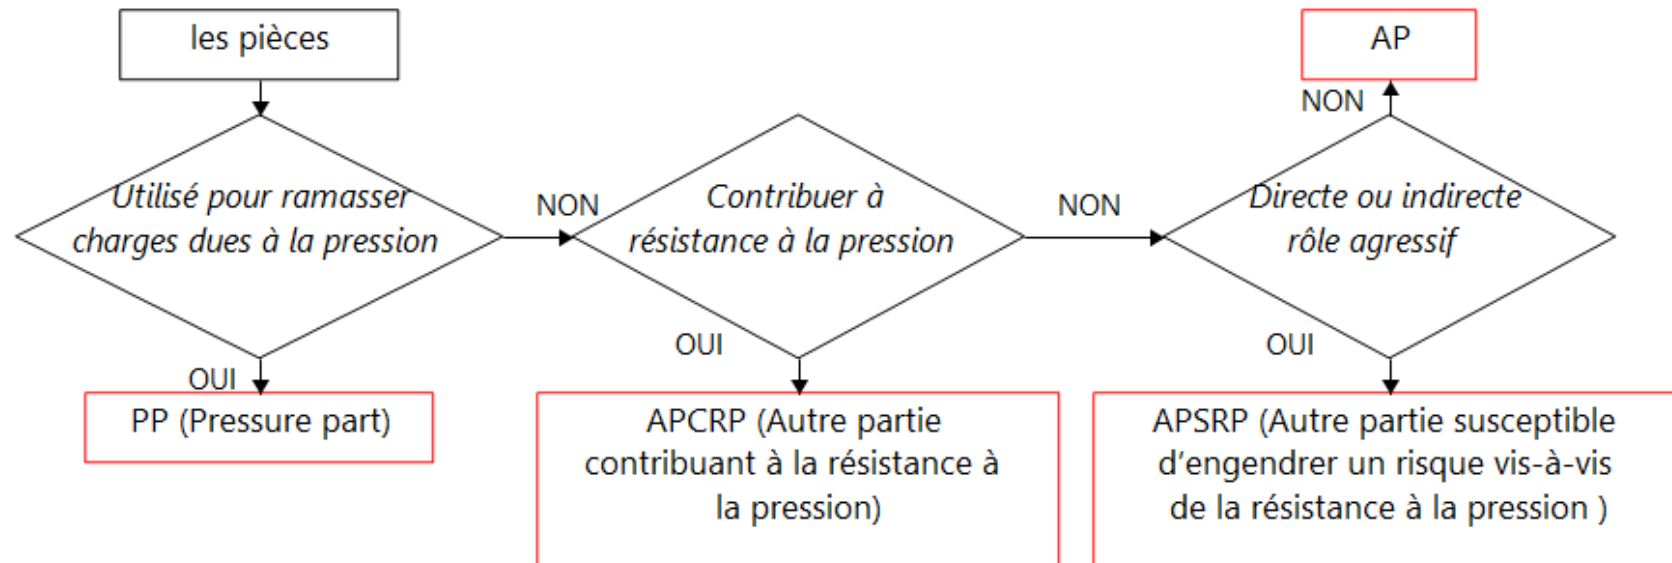 les pièces
Utilisé pour ramasser
charges dues à la pression
OUI
PP (Pressure part)
NON
Contribuer à
résistance à la pression
OUI
APCRP (Autre partie
contribuant à la résistance à
la pression)
NON
Directe ou indirecte
rôle agressif
NON
AP
OUI
APSRP (Autre partie susceptible
d’engendrer un risque vis-à-vis
de la résistance à la pression )